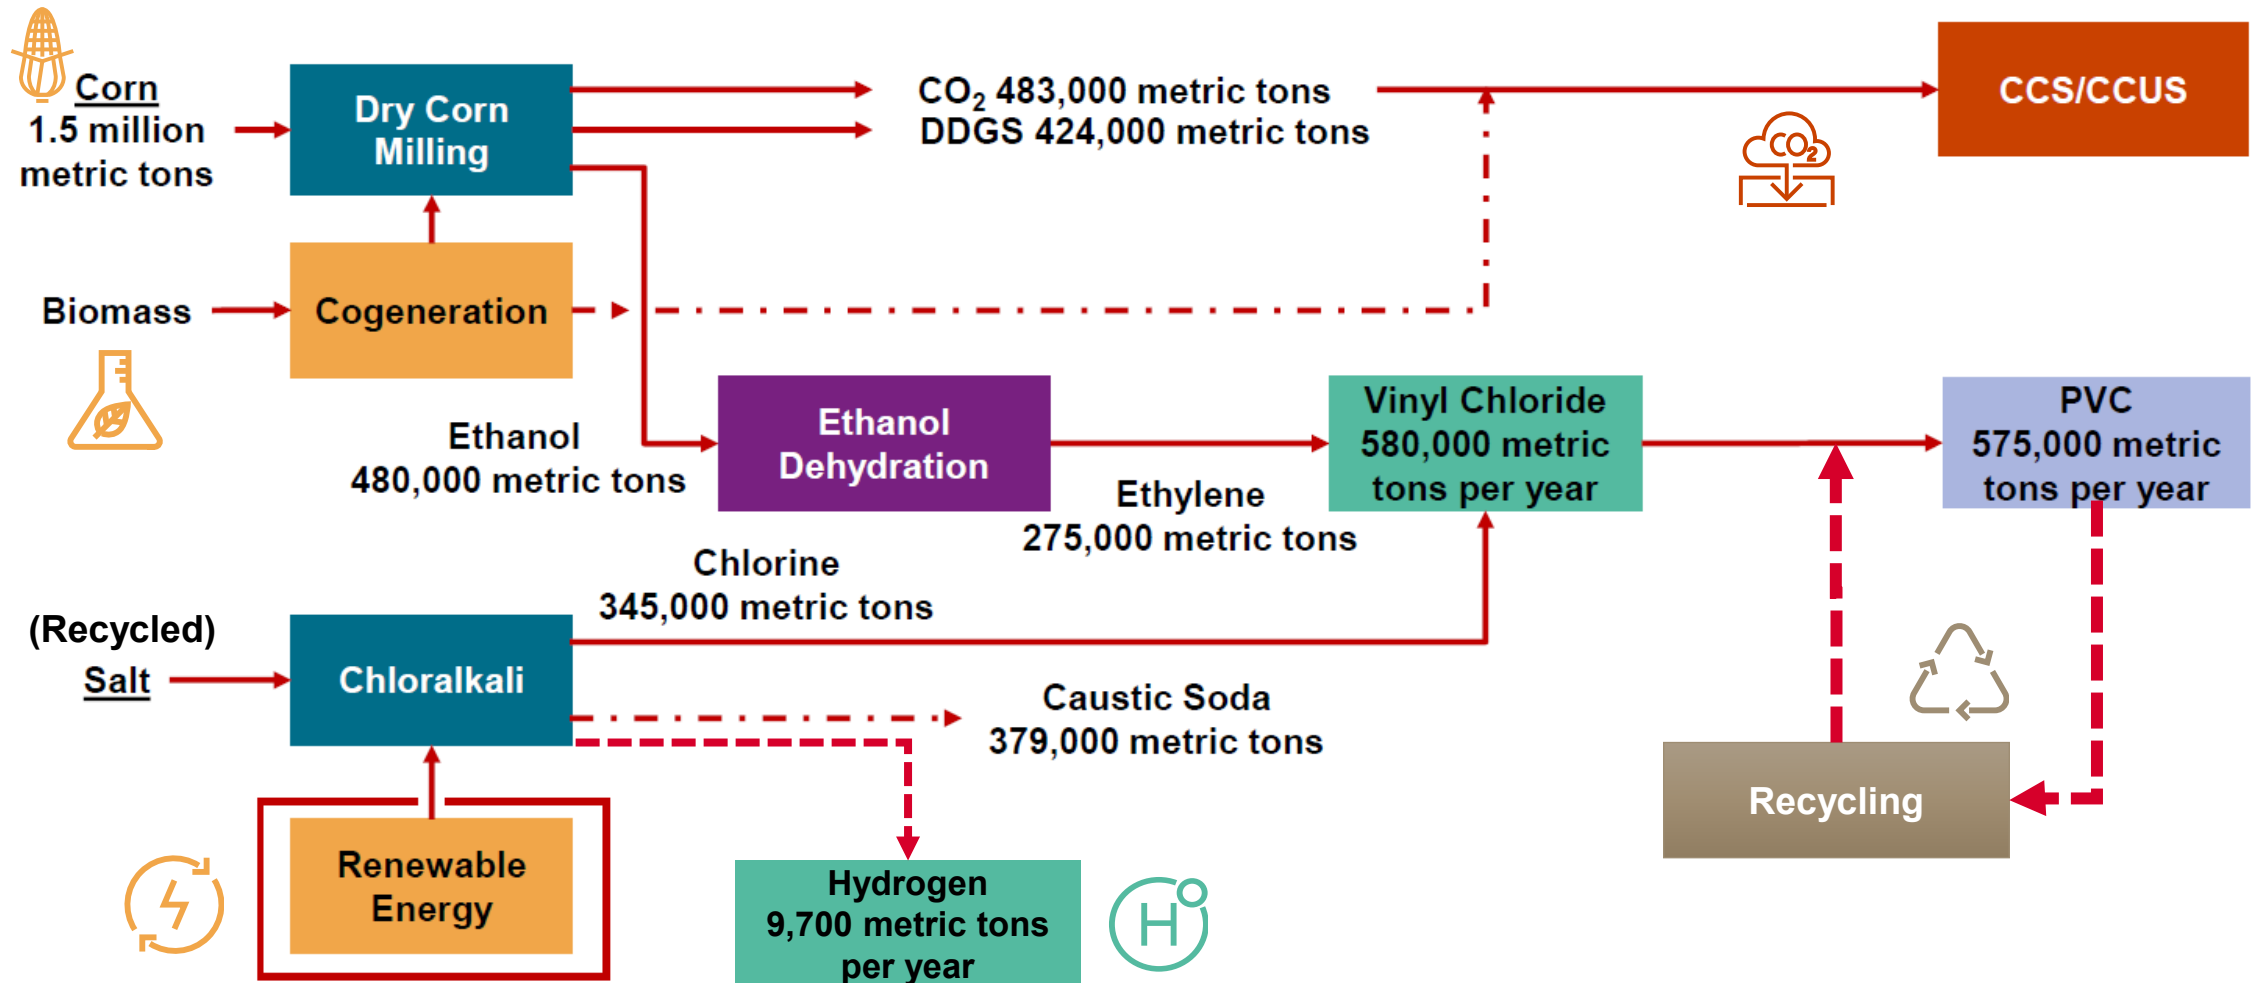 Corn
1.5 million
metric tons
Dry Corn
Milling
CO₂ 483,000 metric tons
DDGS 424,000 metric tons
CCS/CCUS
CO₂
Biomass
Cogeneration
Ethanol
480,000 metric tons
Ethanol
Dehydration
Ethylene
275,000 metric tons
Vinyl Chloride
580,000 metric
tons per year
PVC
575,000 metric
tons per year
Chlorine
345,000 metric tons
(Recycled)
Salt
Chloralkali
Caustic Soda
379,000 metric tons
Recycling
Renewable
Energy
Hydrogen
9,700 metric tons
per year
H